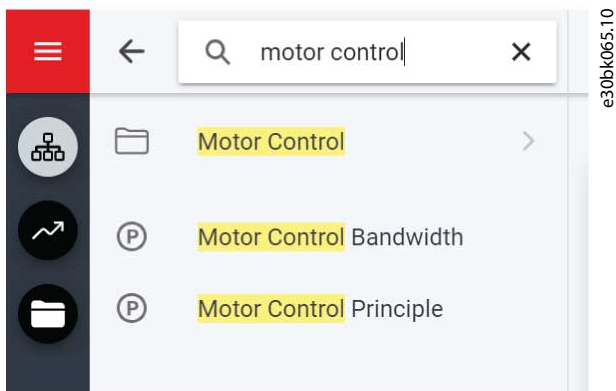 motor control
Motor Control
P Motor Control Bandwidth
P Motor Control Principle
e30bk065.10